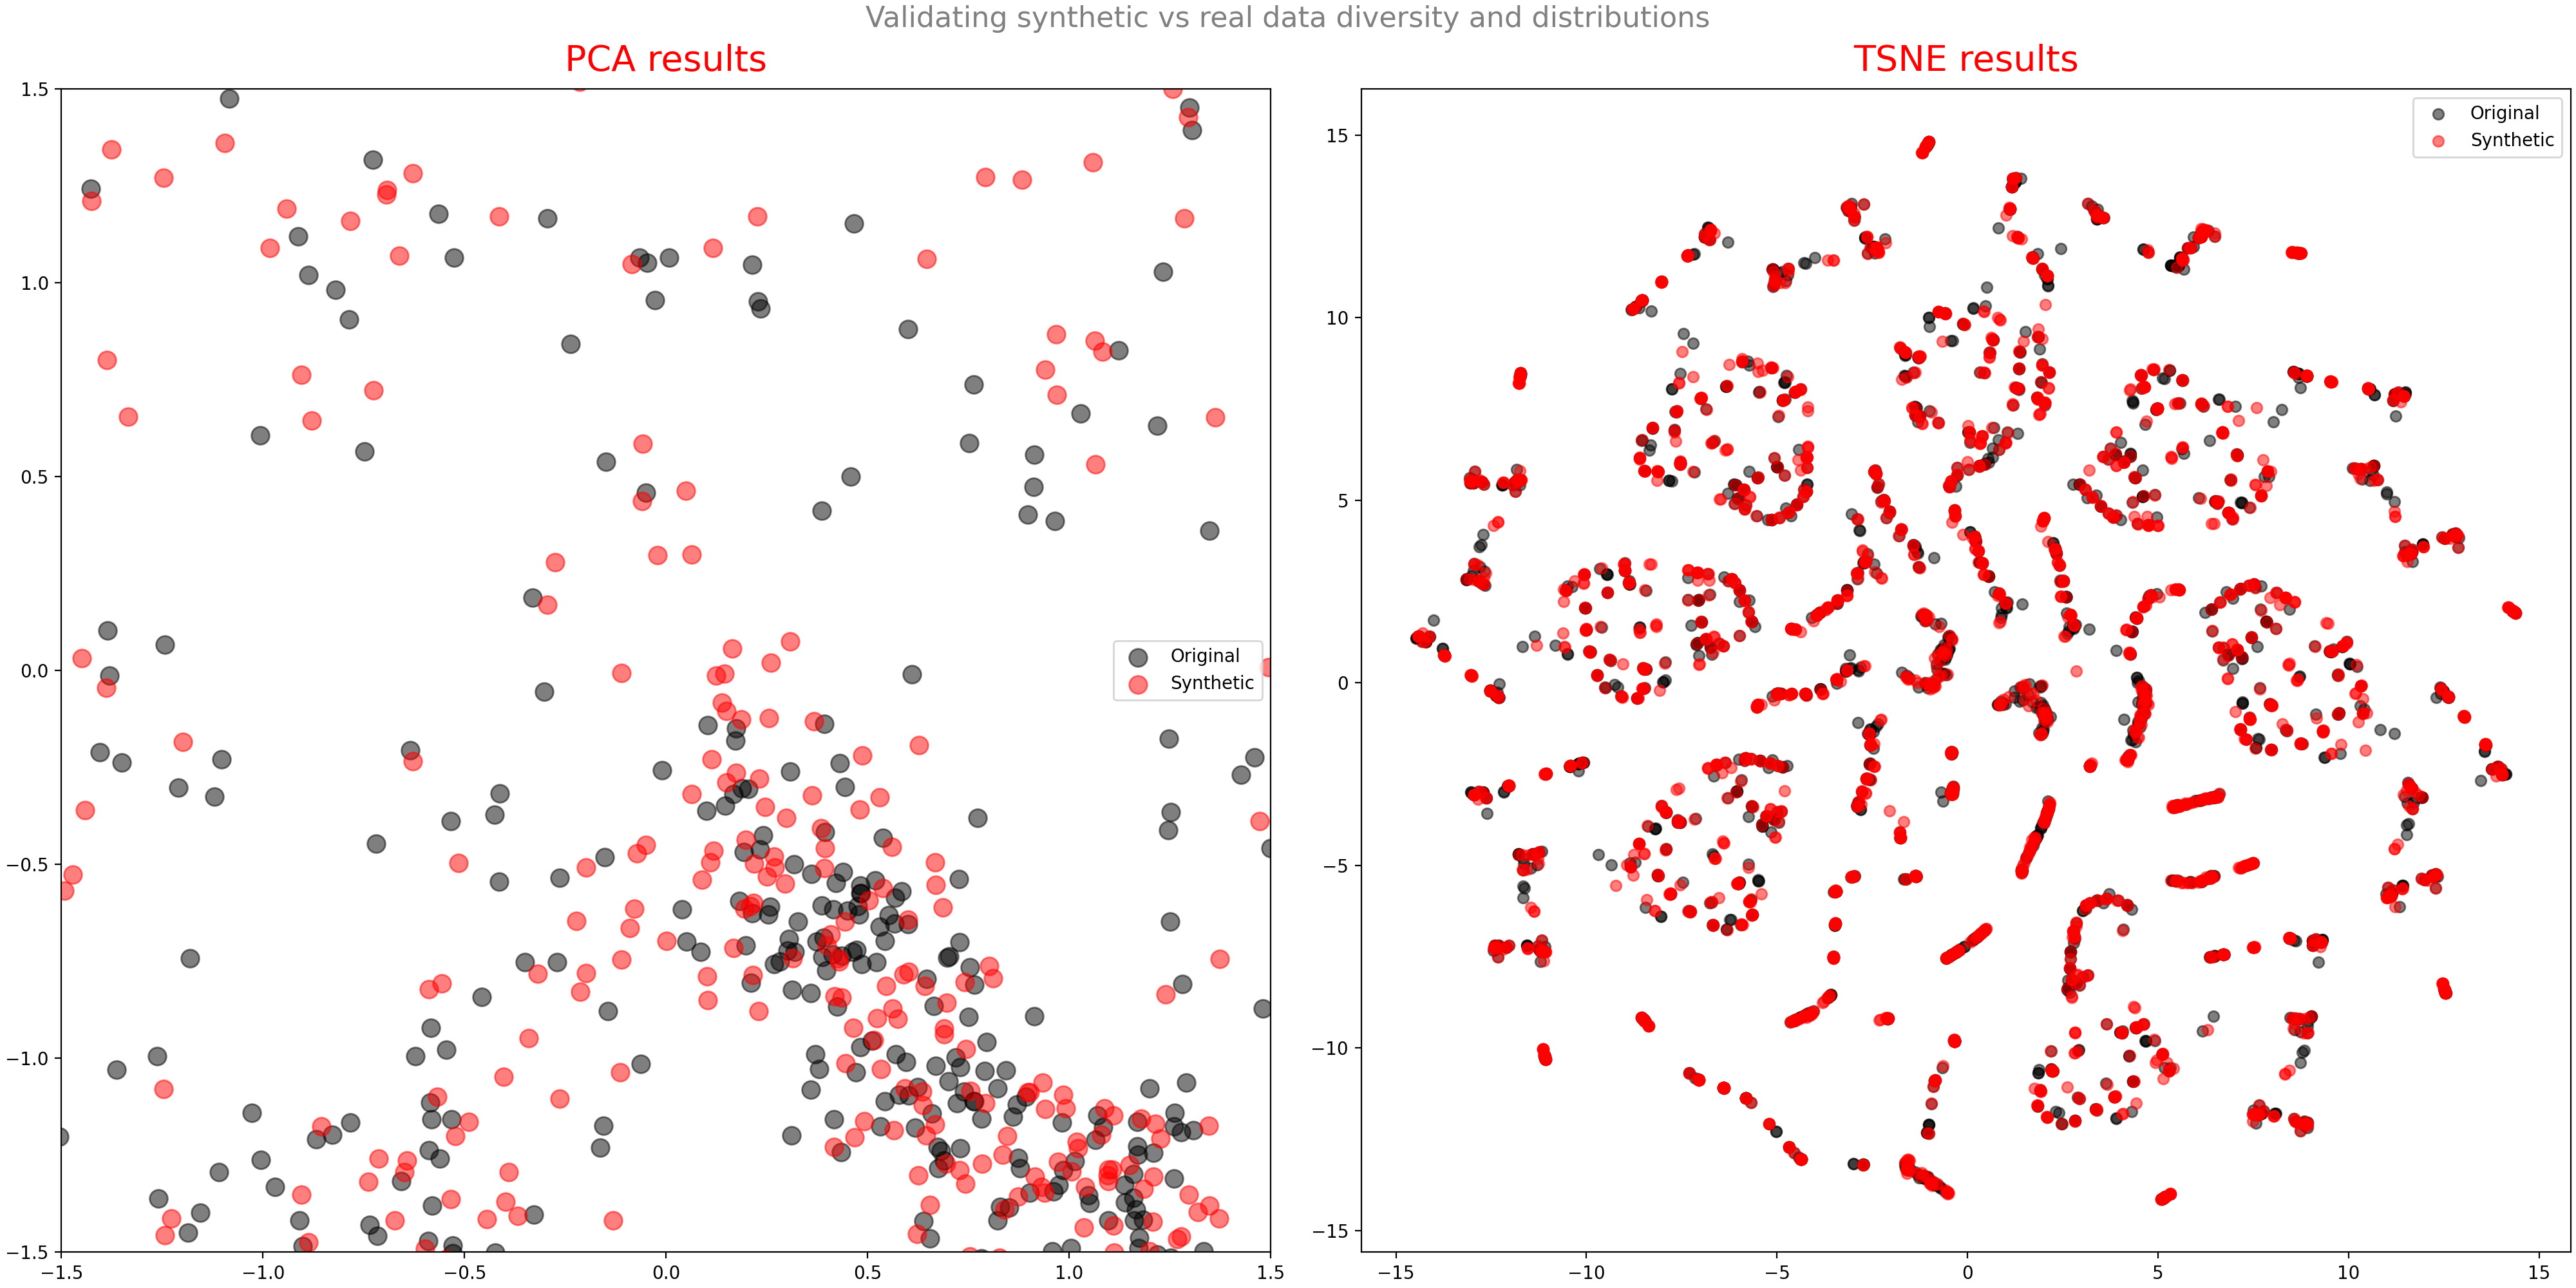 Validating synthetic vs real data diversity and distributions
PCA results
1.5
1.0
0.5
0.0
−0.5
−1.0
−1.5
−1.5 −1.0 −0.5 0.0 0.5 1.0 1.5
Original
Synthetic
TSNE results
15
10
5
0
−5
−10
−15
−15 −10 −5 0 5 10 15
Original
Synthetic